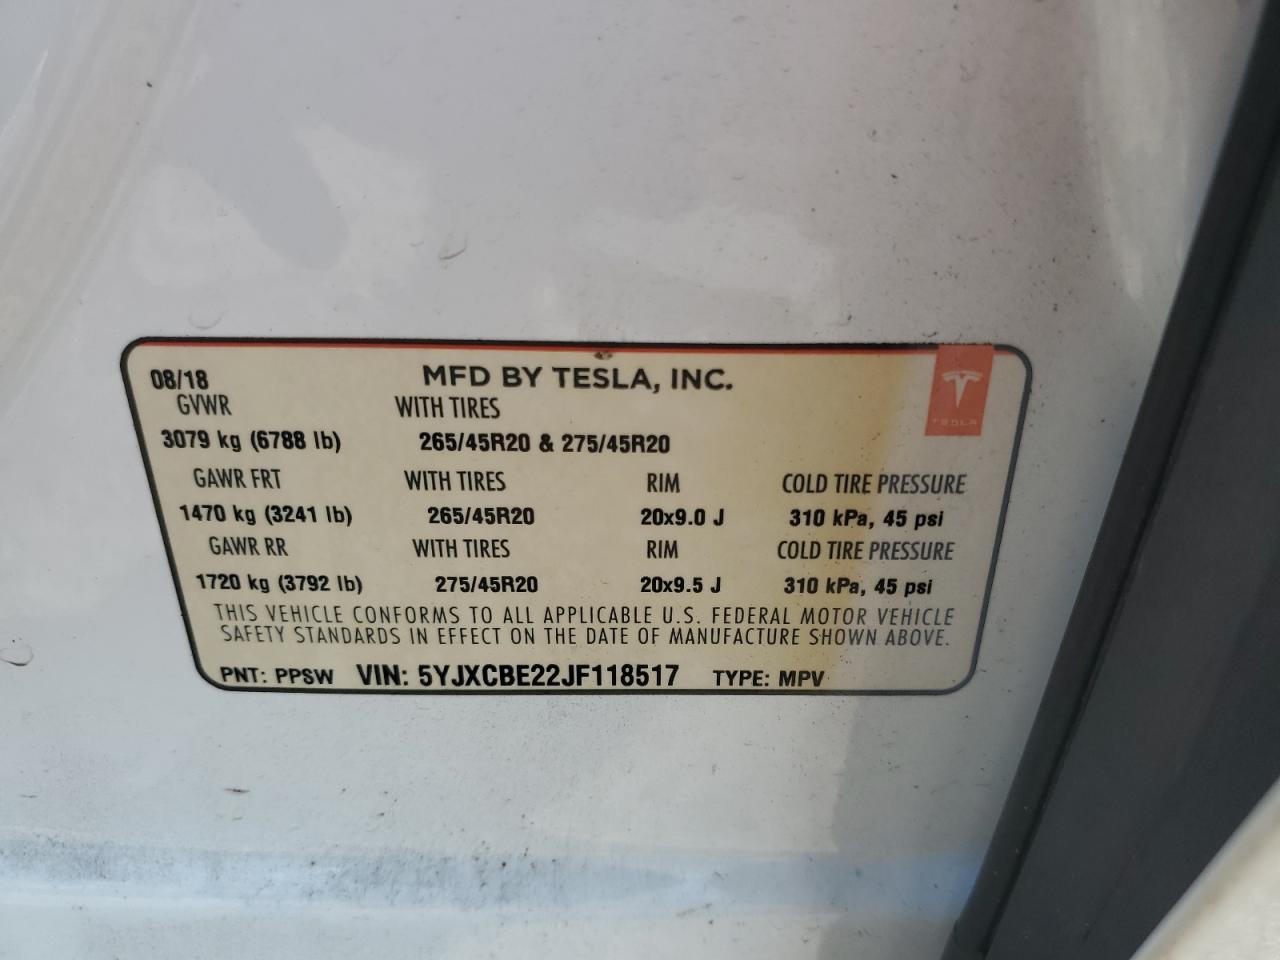 08/18 MFD BY TESLA, INC.
GVWR WITH TIRES
3079 kg (6788 lb) 265/45R20 & 275/45R20
TESLA
GAWR FRT WITH TIRES RIM COLD TIRE PRESSURE
1470 kg (3241 lb) 265/45R20 20x9.0 J 310 kPa, 45 psi
GAWR RR WITH TIRES RIM COLD TIRE PRESSURE
1720 kg (3792 lb) 275/45R20 20x9.5 J 310 kPa, 45 psi
THIS VEHICLE CONFORMS TO ALL APPLICABLE U.S. FEDERAL MOTOR VEHICLE
SAFETY STANDARDS IN EFFECT ON THE DATE OF MANUFACTURE SHOWN ABOVE.
PNT: PPSW VIN: 5YJXCBE22JF118517 TYPE: MPV